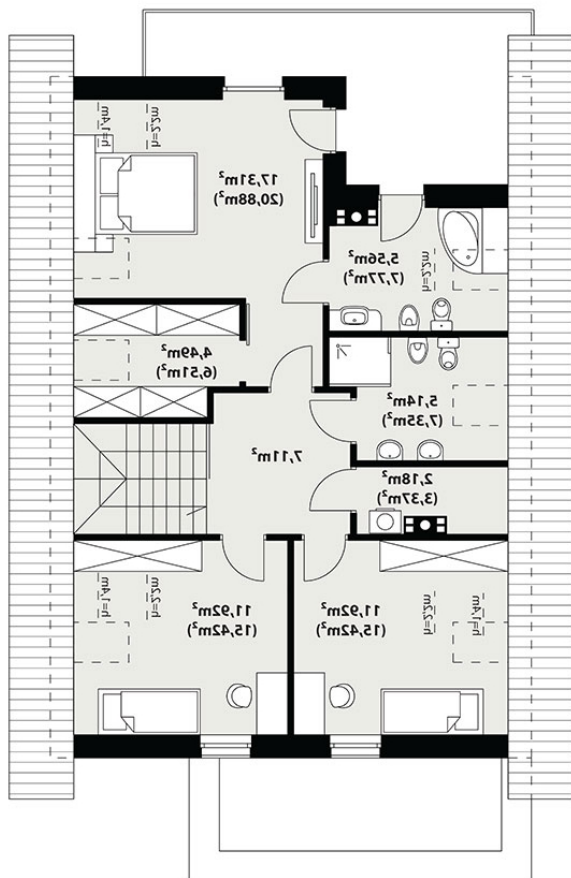 h=1,4m
h=2,2m
17,31m²
(20,88m²)
5,56m²
(7,77m²)
h=2,2m
4,49m²
(6,51m²)
5,14m²
(7,35m²)
7,11m²
2,18m²
(3,37m²)
h=1,4m
h=2,2m
11,92m²
(15,42m²)
11,92m²
(15,42m²)
h=2,2m
h=1,4m